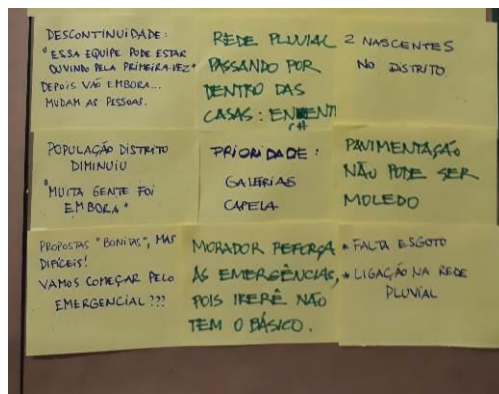 DESCONTINUIDADE:
"ESSA EQUIPE PODE ESTAR
OUVINDO PELA PRIMEIRA VEZ"
DEPOIS VÃO EMBORA...
MUDAM AS PESSOAS.
REDE PLUVIAL
PASSANDO POR
DENTRO DAS
CASAS: ENCHENTE
2 NASCENTES
NO DISTRITO
POPULAÇÃO DISTRITO
DIMINUIU
"MUITA GENTE FOI
EMBORA"
PRIORIDADE:
GALERIAS
CAPELA
PAVIMENTAÇÃO
NÃO PODE SER
MOLEDO
PROPOSTAS "BONITAS", MAS
DIFÍCEIS!
VAMOS COMEÇAR PELO
EMERGENCIAL???
MORADOR REFORÇA
AS EMERGÊNCIAS,
POIS IRERÊ NÃO
TEM O BÁSICO.
* FALTA ESGOTO
* LIGAÇÃO NA REDE
PLUVIAL